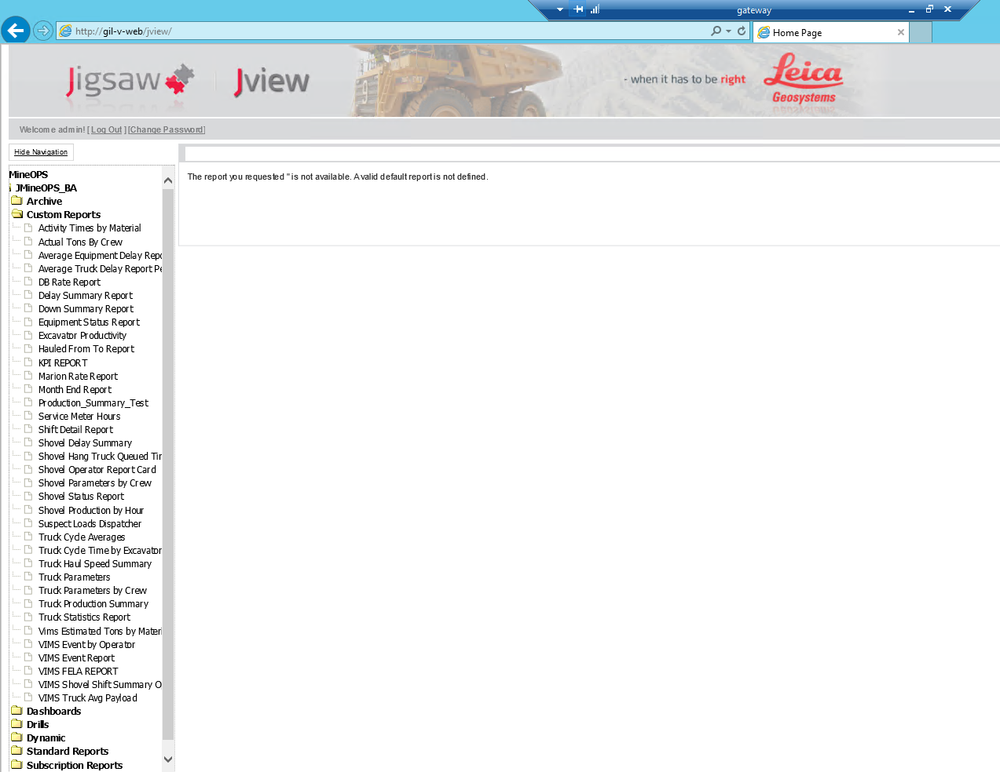 gateway
http://gil-v-web/jview/
Home Page
Jigsaw
Jview
- when it has to be right
Leica
Geosystems
Welcome admin! [ Log Out ] [Change Password]
Hide Navigation
The report you requested '' is not available. A valid default report is not defined.
MineOPS
JMineOPS_BA
Archive
Custom Reports
Activity Times by Material
Actual Tons By Crew
Average Equipment Delay Repo
Average Truck Delay Report Pe
DB Rate Report
Delay Summary Report
Down Summary Report
Equipment Status Report
Excavator Productivity
Hauled From To Report
KPI REPORT
Marion Rate Report
Month End Report
Production_Summary_Test
Service Meter Hours
Shift Detail Report
Shovel Delay Summary
Shovel Hang Truck Queued Tir
Shovel Operator Report Card
Shovel Parameters by Crew
Shovel Status Report
Shovel Production by Hour
Suspect Loads Dispatcher
Truck Cycle Averages
Truck Cycle Time by Excavator
Truck Haul Speed Summary
Truck Parameters
Truck Parameters by Crew
Truck Production Summary
Truck Statistics Report
Vims Estimated Tons by Materi
VIMS Event by Operator
VIMS Event Report
VIMS FELA REPORT
VIMS Shovel Shift Summary O
VIMS Truck Avg Payload
Dashboards
Drills
Dynamic
Standard Reports
Subscription Reports